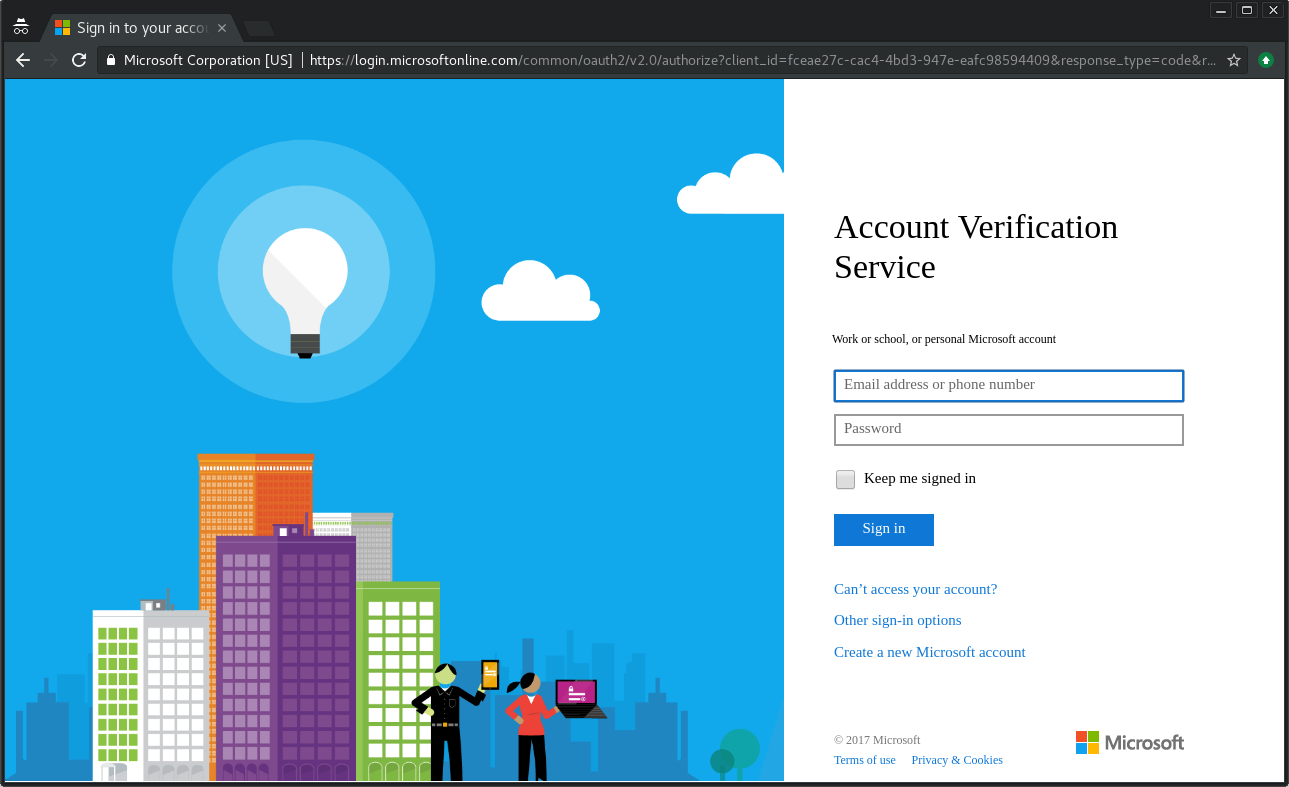 Sign in to your acco
Microsoft Corporation [US] | https://login.microsoftonline.com/common/oauth2/v2.0/authorize?client_id=fceae27c-cac4-4bd3-947e-eafc98594409&response_type=code&r...
Account Verification
Service
Work or school, or personal Microsoft account
Email address or phone number
Password
Keep me signed in
Sign in
Can’t access your account?
Other sign-in options
Create a new Microsoft account
© 2017 Microsoft
Terms of use Privacy & Cookies
Microsoft